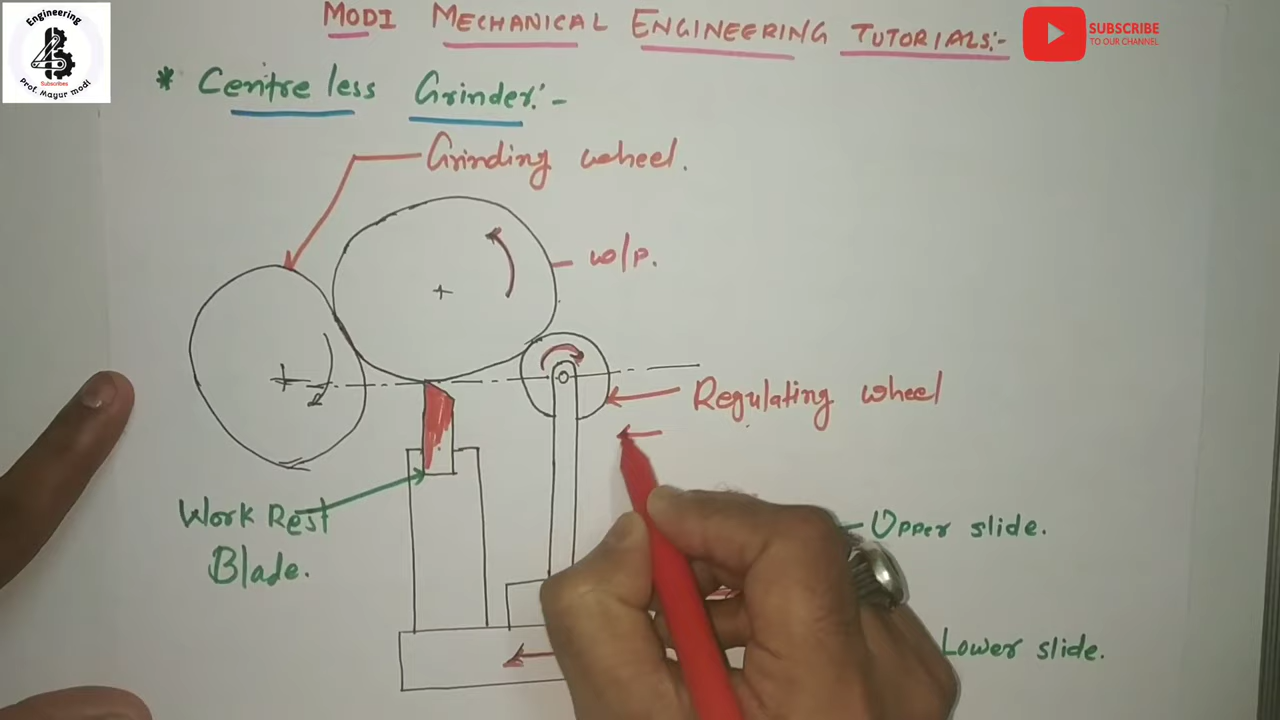 Engineering
Subscribes
Prof. Mayur modi
MODI MECHANICAL ENGINEERING TUTORIALS:-
SUBSCRIBE
TO OUR CHANNEL
* Centre less Grinder:-
Grinding wheel.
w/p.
Regulating wheel
Work Rest
Blade.
Upper slide.
Lower slide.